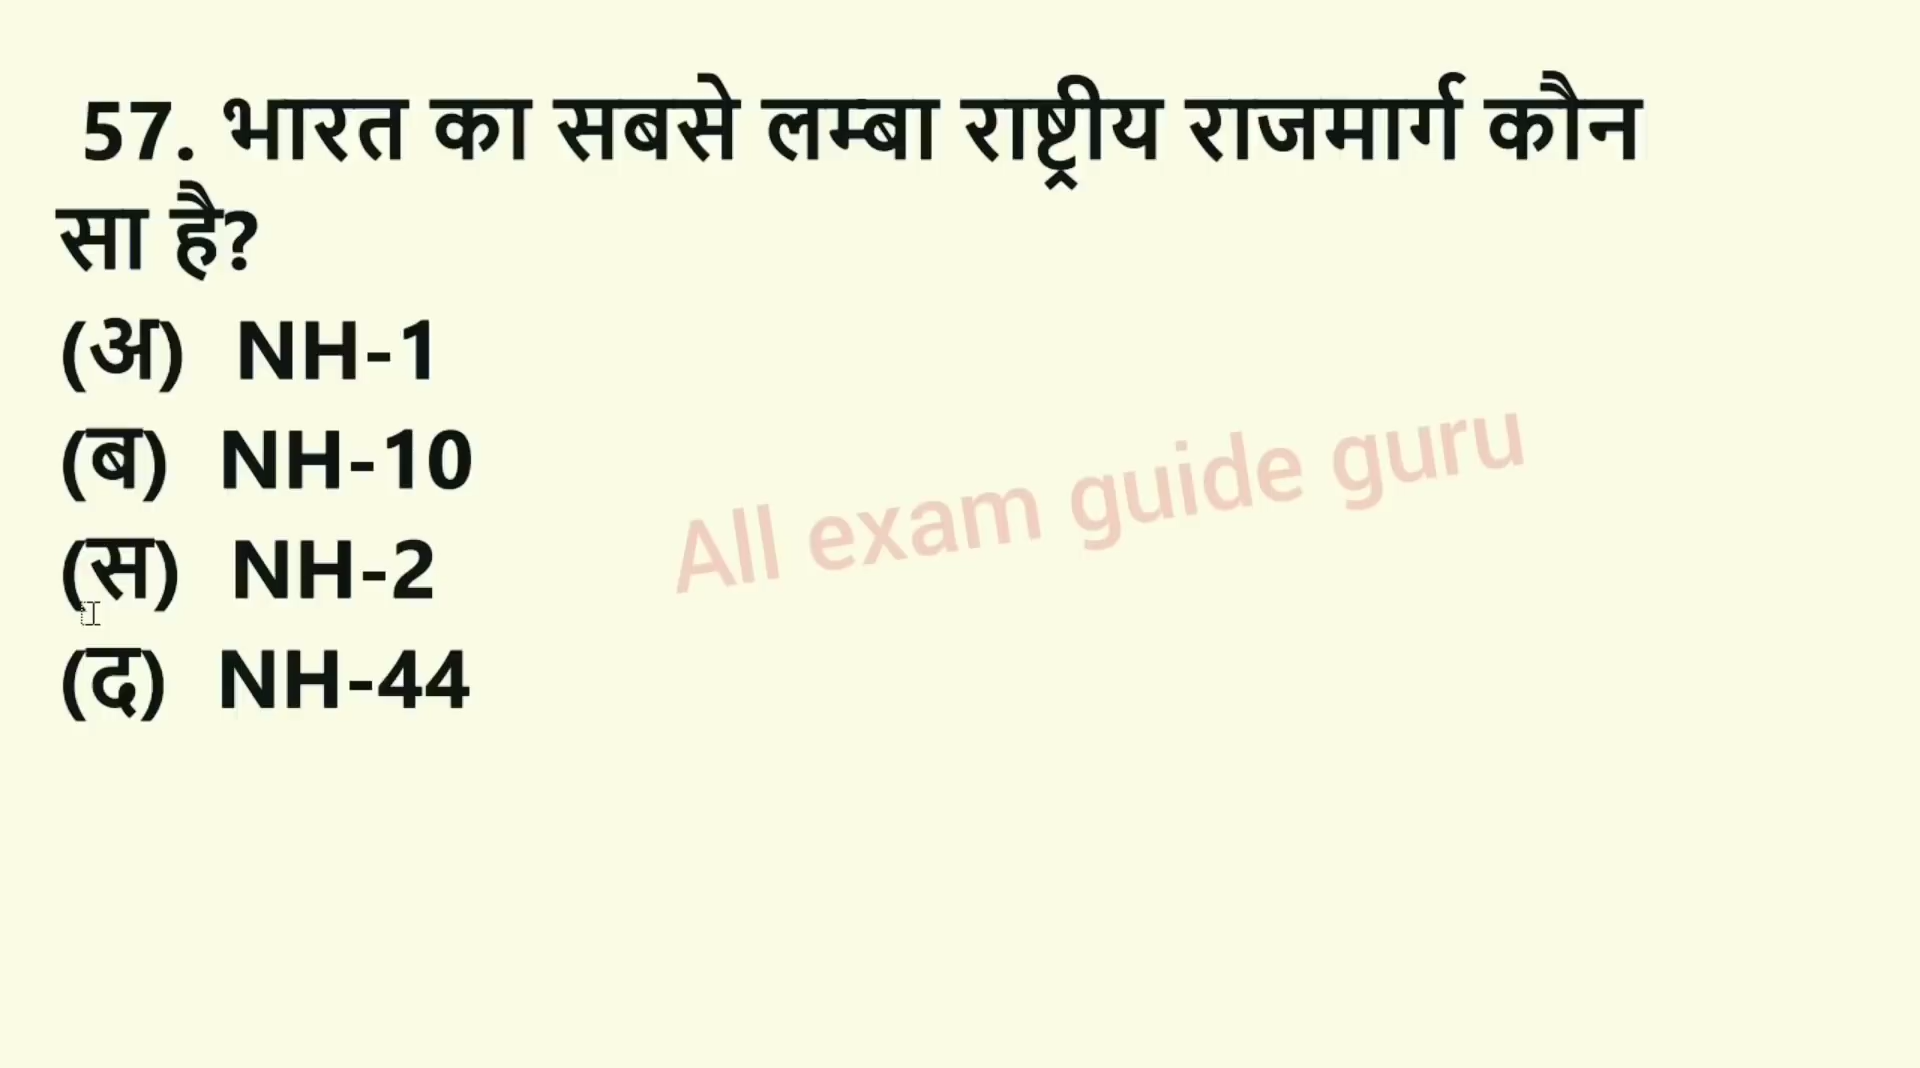 57. भारत का सबसे लम्बा राष्ट्रीय राजमार्ग कौन
सा है?
(अ) NH-1
(ब) NH-10
(स) NH-2
(द) NH-44
All exam guide guru